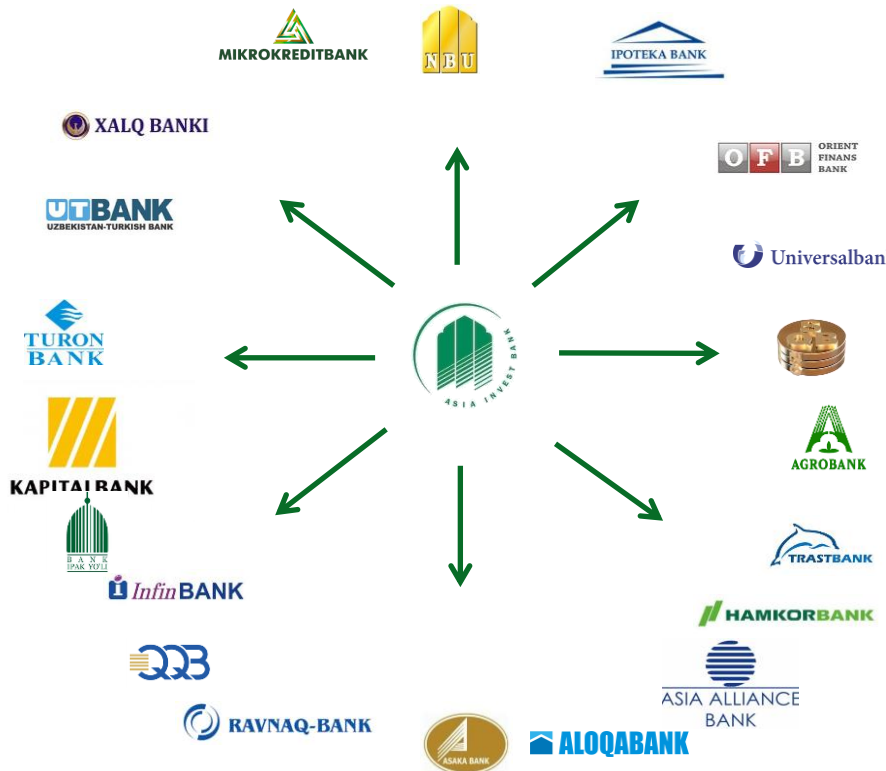 MIKROKREDITBANK
NBU
IPOTEKA BANK
XALQ BANKI
OFB
ORIENT
FINANS
BANK
UTBANK
UZBEKISTAN-TURKISH BANK
Universalban
TURON
BANK
ASIA INVEST BANK
KAPITALBANK
AGROBANK
BANK
IPAK YO'LI
TRASTBANK
InfinBANK
HAMKORBANK
QQB
ASIA ALLIANCE
BANK
RAVNAQ-BANK
ASAKA BANK
ALOQABANK